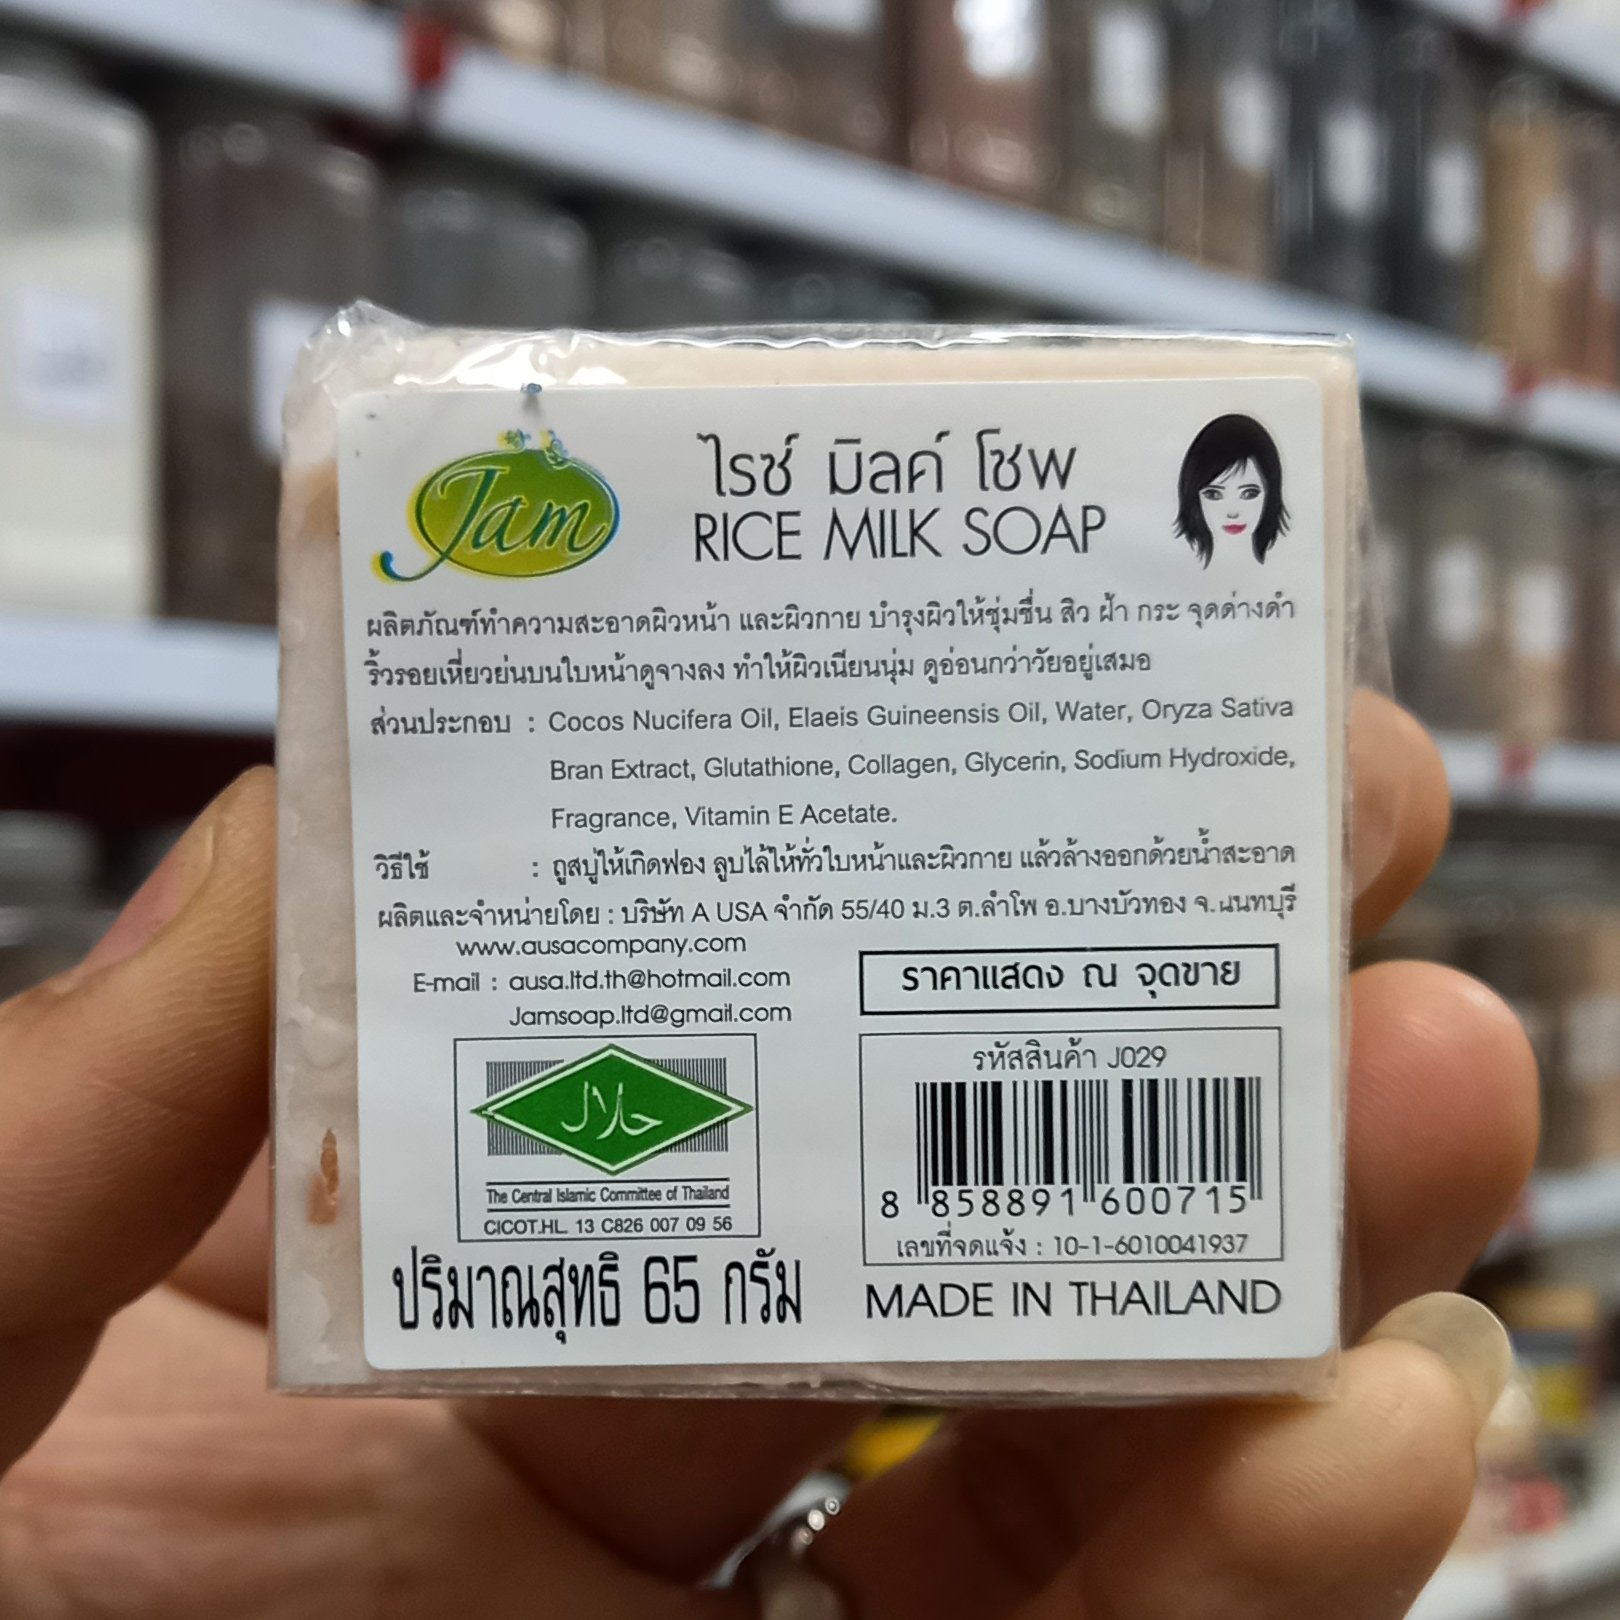 Jam
ไรซ์ มิลค์ โซพ
RICE MILK SOAP
ผลิตภัณฑ์ทำความสะอาดผิวหน้า และผิวกาย บำรุงผิวให้ชุ่มชื่น สิว ฝ้า กระ จุดด่างดำ
ริ้วรอยเหี่ยวย่นบนใบหน้าดูจางลง ทำให้ผิวเนียนนุ่ม ดูอ่อนกว่าวัยอยู่เสมอ
ส่วนประกอบ : Cocos Nucifera Oil, Elaeis Guineensis Oil, Water, Oryza Sativa
Bran Extract, Glutathione, Collagen, Glycerin, Sodium Hydroxide,
Fragrance, Vitamin E Acetate.
วิธีใช้ : ถูสบู่ให้เกิดฟอง ลูบไล้ให้ทั่วใบหน้าและผิวกาย แล้วล้างออกด้วยน้ำสะอาด
ผลิตและจำหน่ายโดย : บริษัท A USA จำกัด 55/40 ม.3 ต.ลำโพ อ.บางบัวทอง จ.นนทบุรี
www.ausacompany.com
E-mail : ausa.ltd.th@hotmail.com
Jamsoap.ltd@gmail.com
ราคาแสดง ณ จุดขาย
حلال
The Central Islamic Committee of Thailand
CICOT.HL. 13 C826 007 09 56
รหัสสินค้า J029
8 858891 600715
เลขที่จดแจ้ง : 10-1-6010041937
ปริมาณสุทธิ 65 กรัม
MADE IN THAILAND